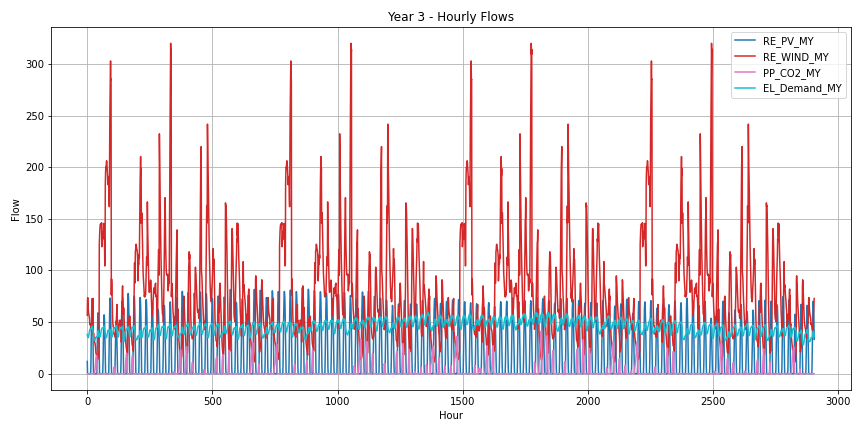 Year 3 - Hourly Flows
RE_PV_MY
RE_WIND_MY
PP_CO2_MY
EL_Demand_MY
Flow
300
250
200
150
100
50
0
0 500 1000 1500 2000 2500 3000
Hour